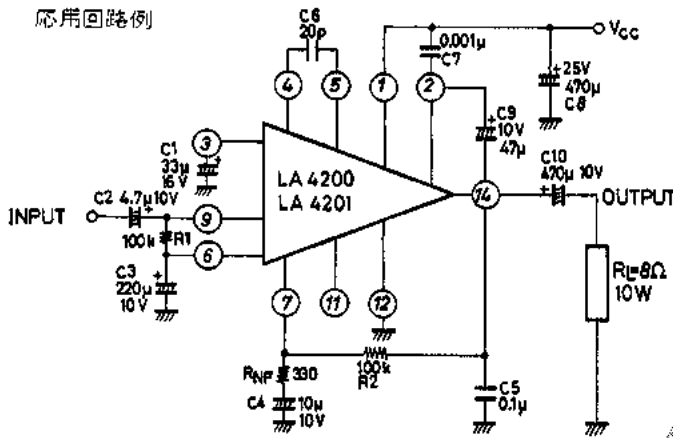 応用回路例
C6
20p
4
5
1
2
0.001μ
C7
VCC
+25V
470μ
C8
3
C1
33μ
16V
+
C9
+10V
47μ
C2 4.7μ 10V
+
INPUT
9
100k
R1
6
LA 4200
LA 4201
14
C10
470μ 10V
+
OUTPUT
C3
+
220μ
10V
7
11
12
RL=8Ω
10W
RNF
330
100k
R2
C4
10μ
10V
C5
0.1μ